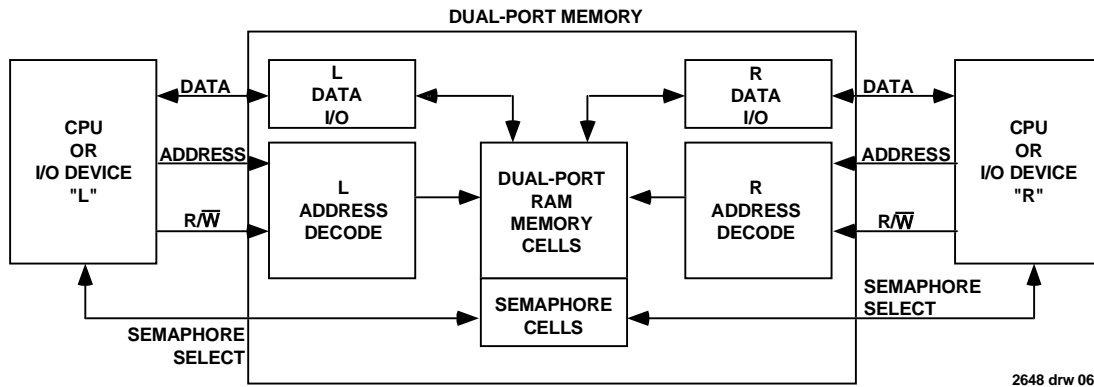 DUAL-PORT MEMORY
CPU
OR
I/O DEVICE
"L"
DATA
ADDRESS
R/W̅
L
DATA
I/O
L
ADDRESS
DECODE
DUAL-PORT
RAM
MEMORY
CELLS
SEMAPHORE
CELLS
R
DATA
I/O
R
ADDRESS
DECODE
DATA
ADDRESS
R/W̅
CPU
OR
I/O DEVICE
"R"
SEMAPHORE
SELECT
SEMAPHORE
SELECT
2648 drw 06